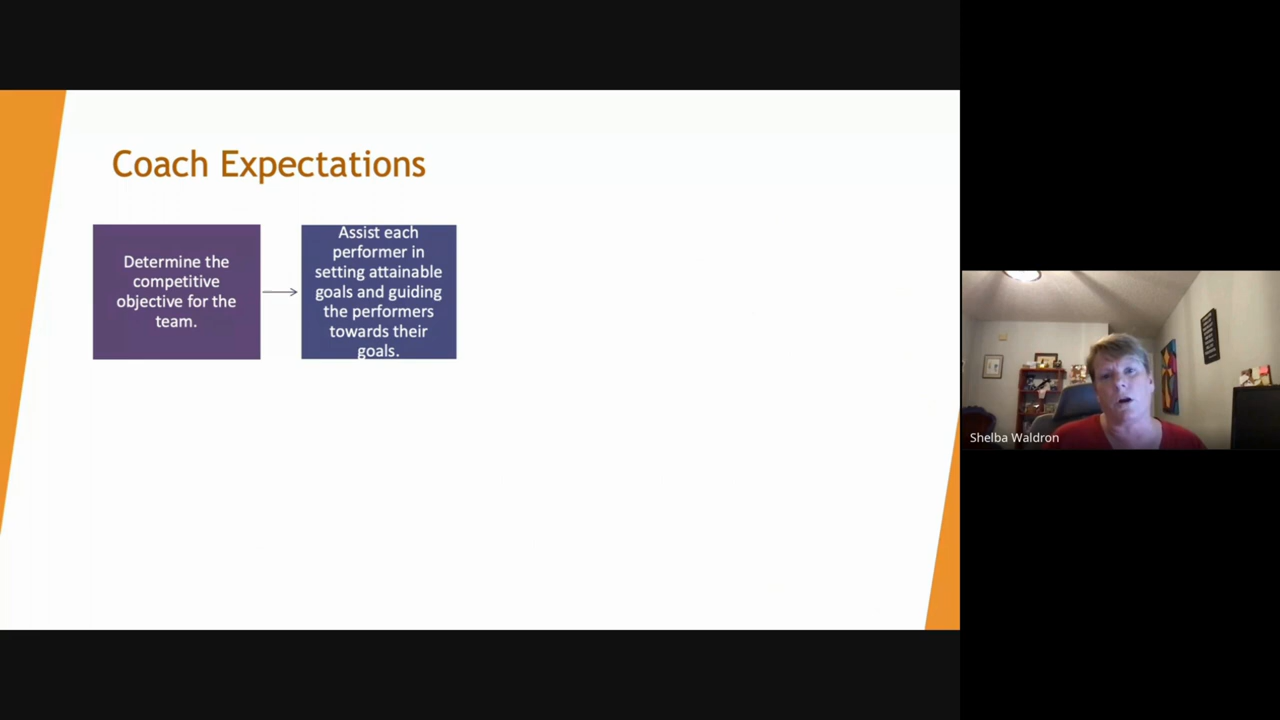 Coach Expectations
Determine the
competitive
objective for the
team.
Assist each
performer in
setting attainable
goals and guiding
the performers
towards their
goals.
Shelba Waldron